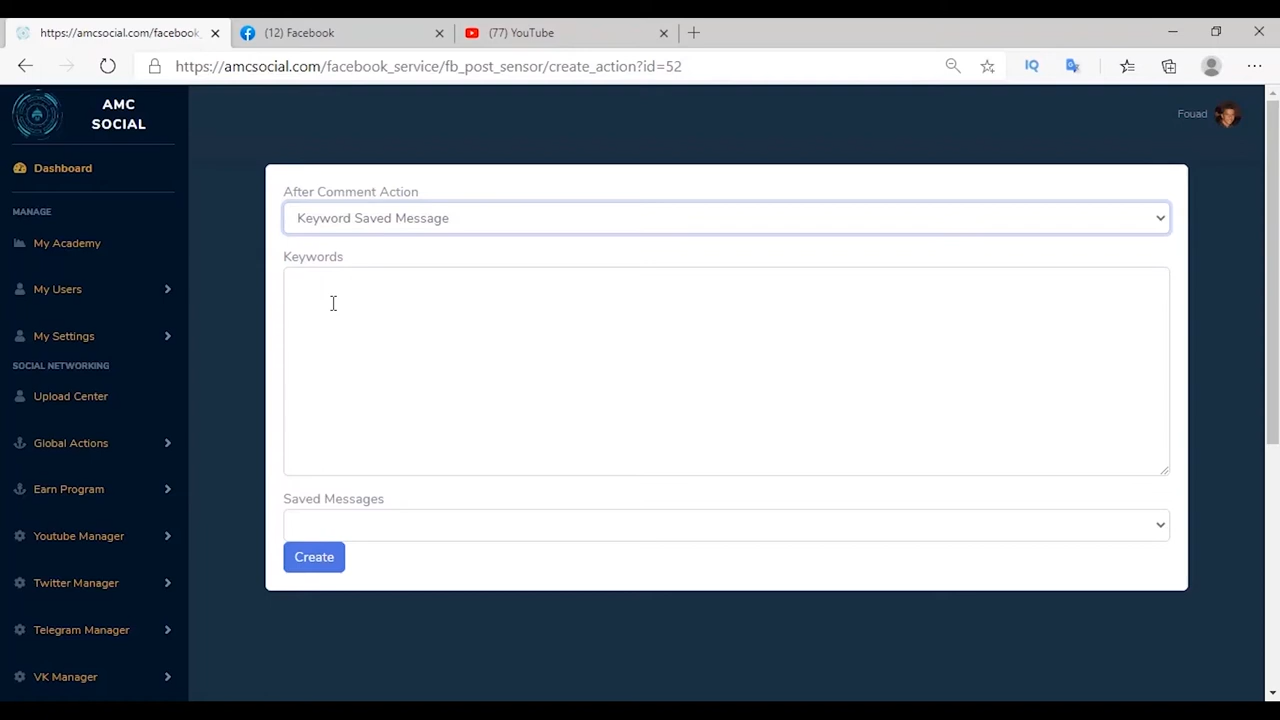 https://amcsocial.com/facebook_
(12) Facebook
(77) YouTube
https://amcsocial.com/facebook_service/fb_post_sensor/create_action?id=52
IQ
AMC
SOCIAL
Fouad
Dashboard
MANAGE
My Academy
My Users
My Settings
SOCIAL NETWORKING
Upload Center
Global Actions
Earn Program
Youtube Manager
Twitter Manager
Telegram Manager
VK Manager
After Comment Action
Keyword Saved Message
Keywords
Saved Messages
Create